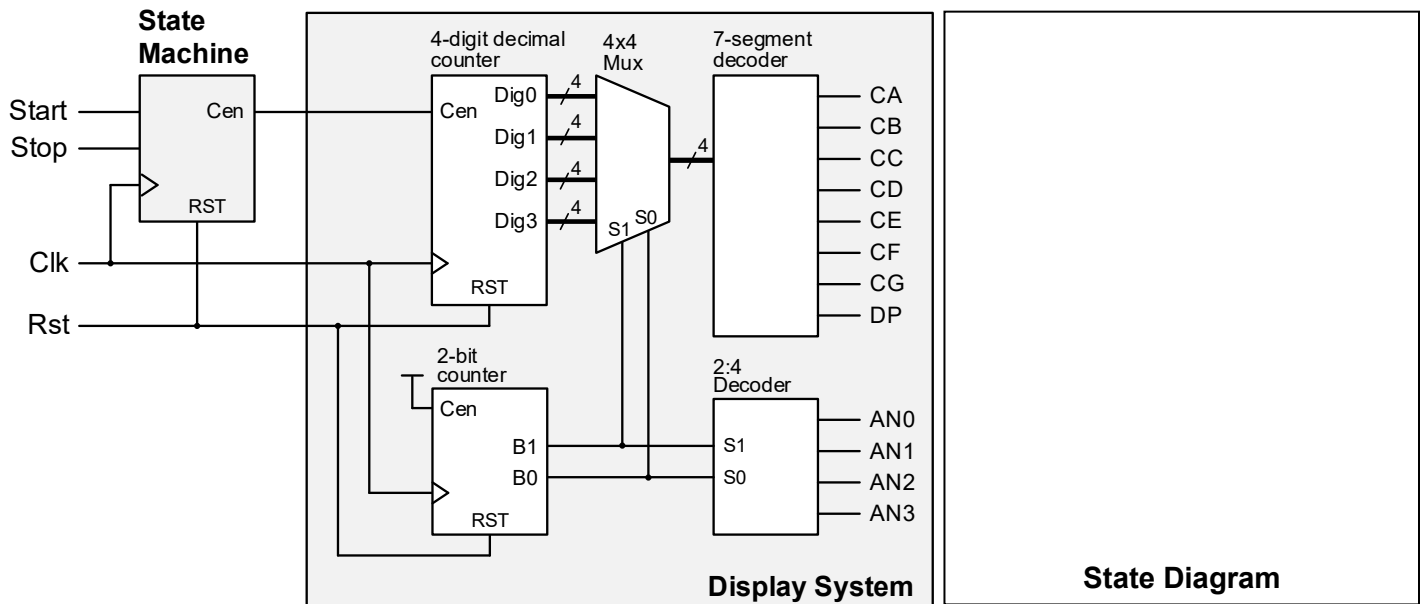 State
Machine
Start
Stop
Clk
Rst
Cen
RST
4-digit decimal
counter
Cen
Dig0
Dig1
Dig2
Dig3
RST
4
4
4
4
4x4
Mux
S1
S0
4
7-segment
decoder
CA
CB
CC
CD
CE
CF
CG
DP
2-bit
counter
Cen
B1
B0
RST
2:4
Decoder
S1
S0
AN0
AN1
AN2
AN3
Display System
State Diagram